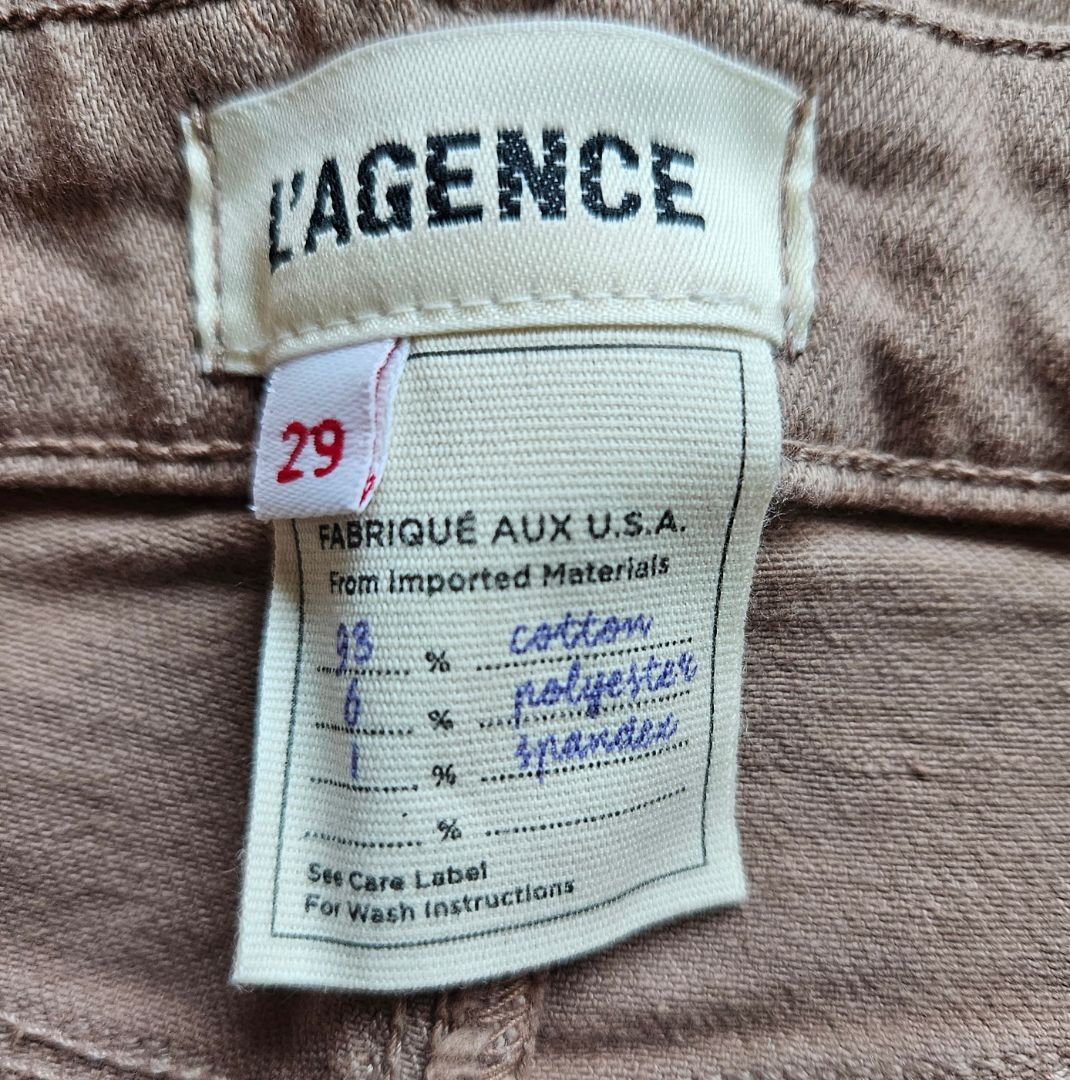 L'AGENCE
29
FABRIQUÉ AUX U.S.A.
From Imported Materials
93 % cotton
6 % polyester
1 % spandex
%
See Care Label
For Wash Instructions